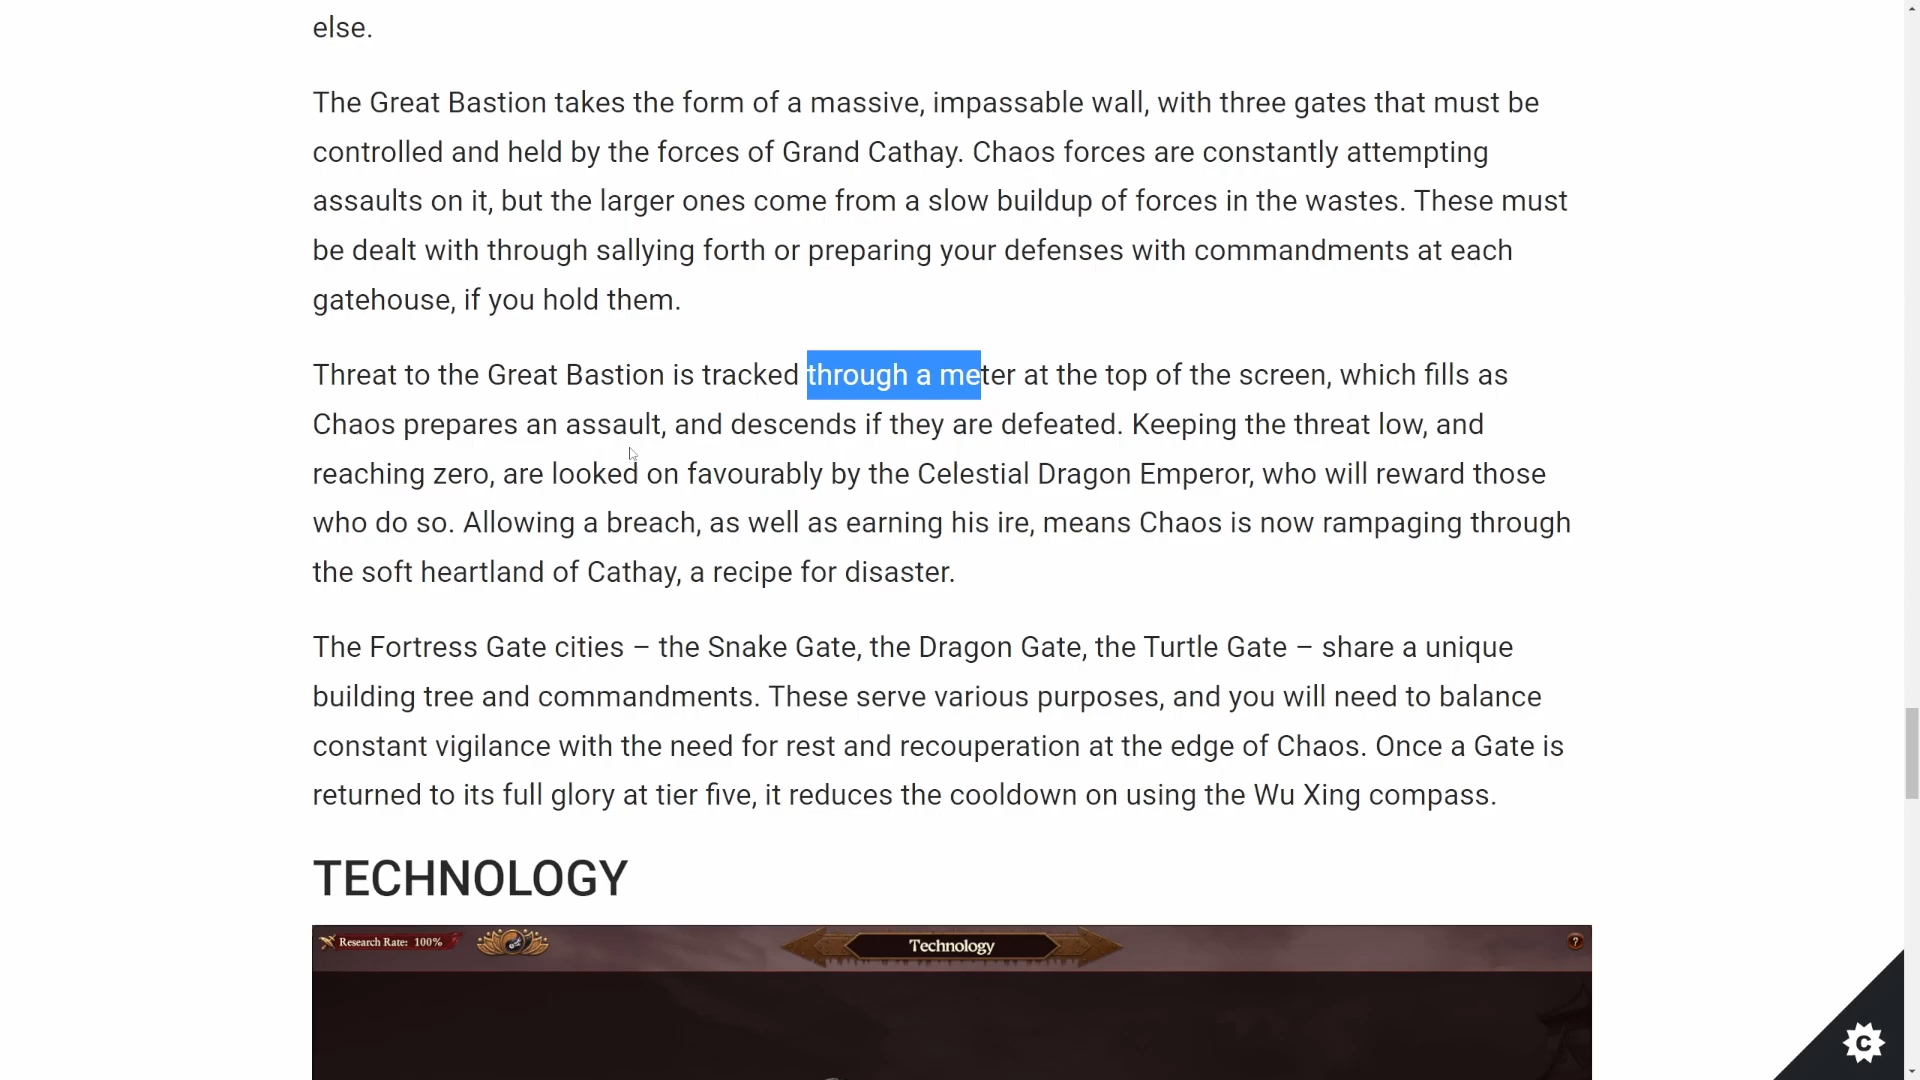 else.
The Great Bastion takes the form of a massive, impassable wall, with three gates that must be
controlled and held by the forces of Grand Cathay. Chaos forces are constantly attempting
assaults on it, but the larger ones come from a slow buildup of forces in the wastes. These must
be dealt with through sallying forth or preparing your defenses with commandments at each
gatehouse, if you hold them.
Threat to the Great Bastion is tracked through a meter at the top of the screen, which fills as
Chaos prepares an assault, and descends if they are defeated. Keeping the threat low, and
reaching zero, are looked on favourably by the Celestial Dragon Emperor, who will reward those
who do so. Allowing a breach, as well as earning his ire, means Chaos is now rampaging through
the soft heartland of Cathay, a recipe for disaster.
The Fortress Gate cities – the Snake Gate, the Dragon Gate, the Turtle Gate – share a unique
building tree and commandments. These serve various purposes, and you will need to balance
constant vigilance with the need for rest and recouperation at the edge of Chaos. Once a Gate is
returned to its full glory at tier five, it reduces the cooldown on using the Wu Xing compass.
TECHNOLOGY
Research Rate: 100%
Technology
?
C